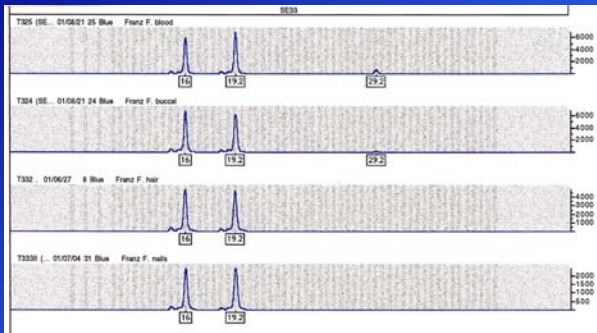 SE33
T325 (SE... 01/08/21 25 Blue Franz F. blood
6000
4000
2000
16 19.2 29.2
T324 (SE... 01/08/21 24 Blue Franz F. buccal
6000
4000
2000
16 19.2 29.2
T332 . 01/06/27 8 Blue Franz F. hair
4000
3000
2000
1000
16 19.2
T333II (... 01/07/04 31 Blue Franz F. nails
2000
1500
1000
500
16 19.2